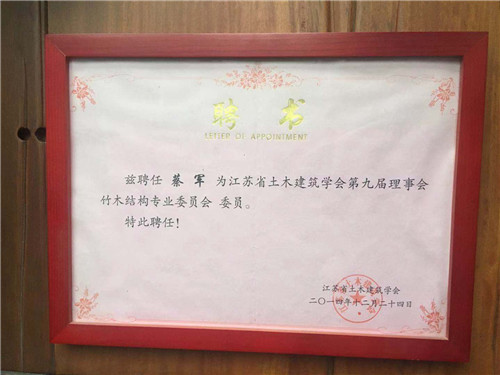 聘书
LETTER OF APPOINTMENT
兹聘任 蔡军 为江苏省土木建筑学会第九届理事会
竹木结构专业委员会 委员。
特此聘任!
江苏省土木建筑学会
二〇一四年十二月二十四日